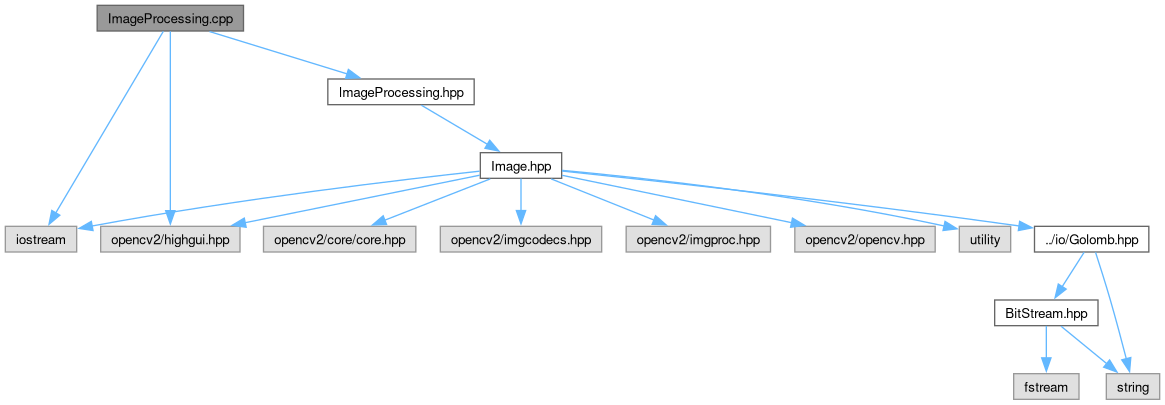 ImageProcessing.cpp
ImageProcessing.hpp
Image.hpp
iostream
opencv2/highgui.hpp
opencv2/core/core.hpp
opencv2/imgcodecs.hpp
opencv2/imgproc.hpp
opencv2/opencv.hpp
utility
../io/Golomb.hpp
BitStream.hpp
fstream
string